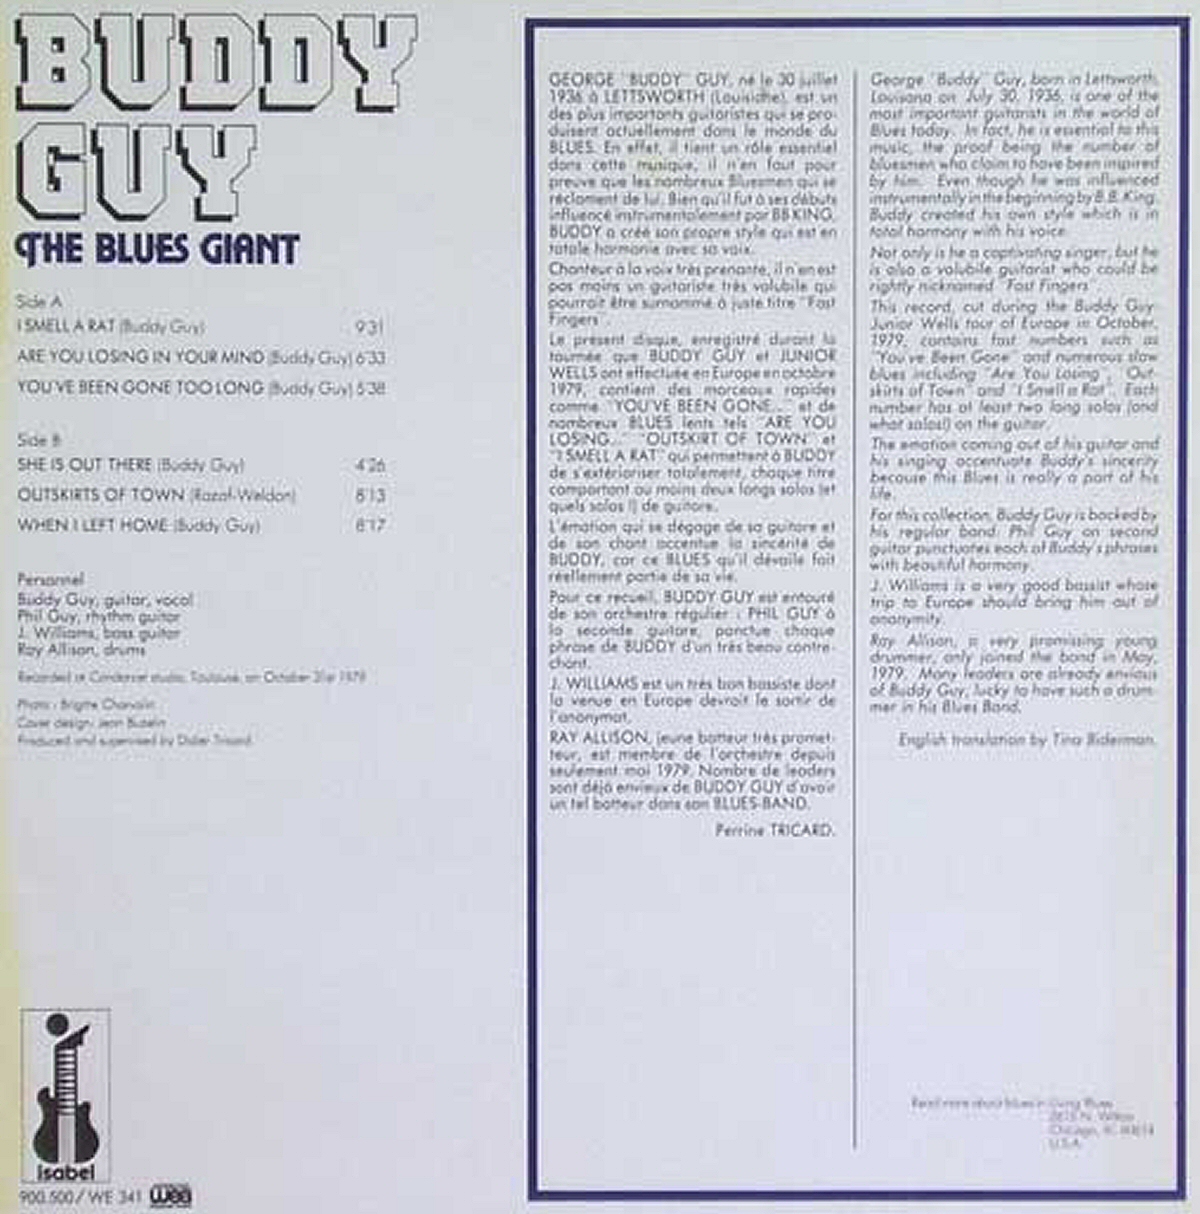 BUDDY
GUY
THE BLUES GIANT
Side A
I SMELL A RAT (Buddy Guy) 9'31
ARE YOU LOSING IN YOUR MIND (Buddy Guy) 6'33
YOU'VE BEEN GONE TOO LONG (Buddy Guy) 5'38
Side B
SHE IS OUT THERE (Buddy Guy) 4'26
OUTSKIRTS OF TOWN (Razaf-Weldon) 8'13
WHEN I LEFT HOME (Buddy Guy) 8'17
Personnel
Buddy Guy, guitar, vocal
Phil Guy, rhythm guitar
J. Williams, bass guitar
Ray Allison, drums
Recorded at Condorcet studio, Toulouse, on October 31st 1979
Photo : Brigitte Charvolin
Cover design: Jean Buzelin
Produced and supervised by Didier Tricard
isabel
900.500 / WE 341 wea
GEORGE "BUDDY" GUY, né le 30 juillet
1936 à LETTSWORTH (Louisiane), est un
des plus importants guitaristes qui se pro-
duisent actuellement dans le monde du
BLUES. En effet, il tient un rôle essentiel
dans cette musique, il n'en faut pour
preuve que les nombreux Bluesmen qui se
réclament de lui. Bien qu'il fut à ses débuts
influencé instrumentalement par BB KING,
BUDDY a créé son propre style qui est en
totale harmonie avec sa voix.
Chanteur à la voix très prenante, il n'en est
pas moins un guitariste très volubile qui
pourrait être surnommé à juste titre "Fast
Fingers".
Le présent disque, enregistré durant la
tournée que BUDDY GUY et JUNIOR
WELLS ont effectuée en Europe en octobre
1979, contient des morceaux rapides
comme "YOU'VE BEEN GONE..." et de
nombreux BLUES lents tels "ARE YOU
LOSING..." "OUTSKIRT OF TOWN" et
"I SMELL A RAT" qui permettent à BUDDY
de s'extérioriser totalement, chaque titre
comportant au moins deux longs solos (et
quels solos !) de guitare.
L'émotion qui se dégage de sa guitare et
de son chant accentue la sincérité de
BUDDY, car ce BLUES qu'il dévoile fait
réellement partie de sa vie.
Pour ce recueil, BUDDY GUY est entouré
de son orchestre régulier : PHIL GUY à
la seconde guitare, ponctue chaque
phrase de BUDDY d'un très beau contre-
chant.
J. WILLIAMS est un très bon bassiste dont
la venue en Europe devrait le sortir de
l'anonymat.
RAY ALLISON, jeune batteur très promet-
teur, est membre de l'orchestre depuis
seulement mai 1979. Nombre de leaders
sont déjà envieux de BUDDY GUY d'avoir
un tel batteur dans son BLUES-BAND.
Perrine TRICARD.
George "Buddy" Guy, born in Lettsworth,
Louisana on July 30, 1936, is one of the
most important guitarists in the world of
Blues today. In fact, he is essential to this
music, the proof being the number of
bluesmen who claim to have been inspired
by him. Even though he was influenced
instrumentally in the beginning by B.B. King,
Buddy created his own style which is in
total harmony with his voice.
Not only is he a captivating singer, but he
is also a volubile guitarist who could be
rightly nicknamed "Fast Fingers".
This record, cut during the Buddy Guy-
Junior Wells tour of Europe in October,
1979, contains fast numbers such as
"You've Been Gone" and numerous slow
blues including "Are You Losing", "Out-
skirts of Town" and "I Smell a Rat". Each
number has at least two long solos (and
what solos!) on the guitar.
The emotion coming out of his guitar and
his singing accentuate Buddy's sincerity
because this Blues is really a part of his
life.
For this collection, Buddy Guy is backed by
his regular band. Phil Guy on second
guitar punctuates each of Buddy's phrases
with beautiful harmony.
J. Williams is a very good bassist whose
trip to Europe should bring him out of
anonymity.
Ray Allison, a very promissing young
drummer, only joined the band in May,
1979. Many leaders are already envious
of Buddy Guy, lucky to have such a drum-
mer in his Blues Band.
English translation by Tina Biderman.
Read more about blues in Living Blues
2615 N. Wilton
Chicago, IL 60614
U.S.A.